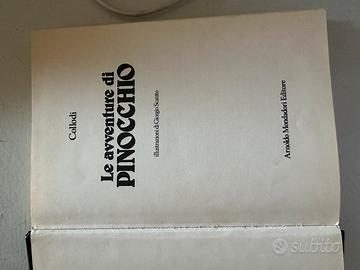 Collodi
Le avventure di
PINOCCHIO
illustrazioni di Giorgio Scarato
Arnoldo Mondadori Editore
subito